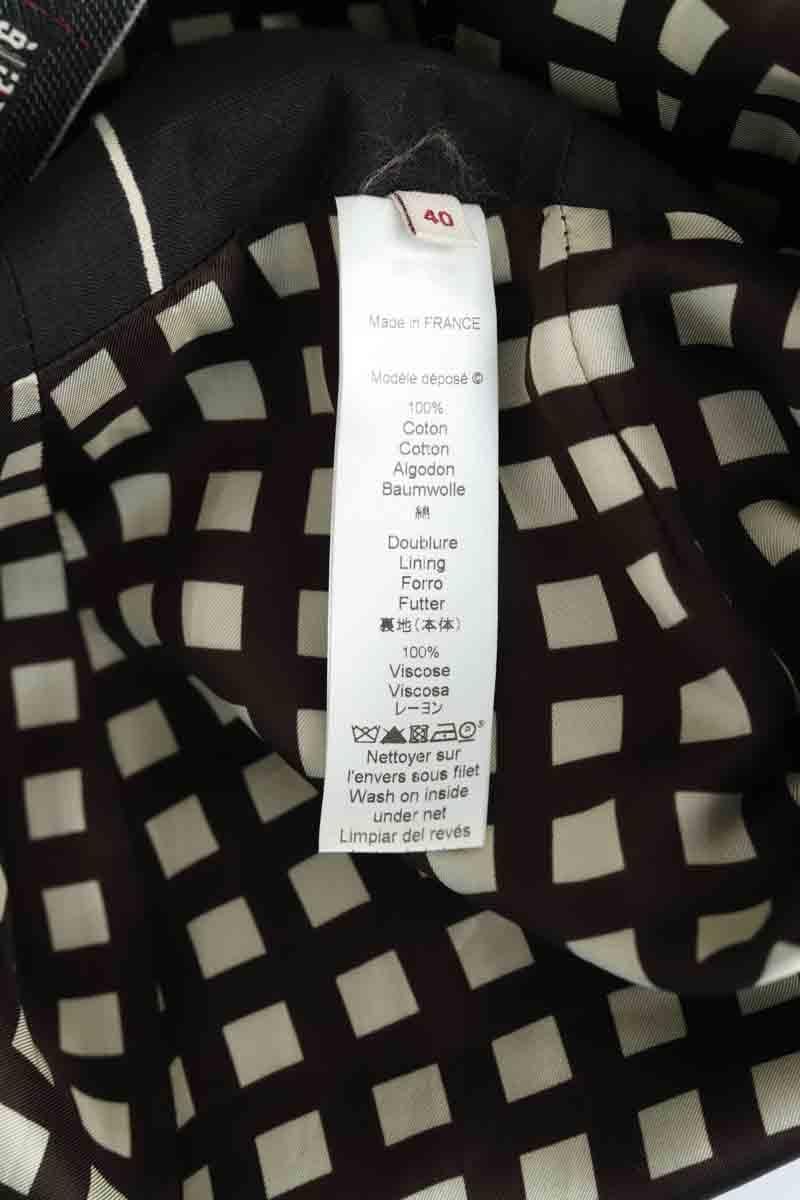 40
Made in FRANCE
Modèle déposé ©
100%
Coton
Cotton
Algodon
Baumwolle
綿
Doublure
Lining
Forro
Futter
裏地(本体)
100%
Viscose
Viscosa
レーヨン
Nettoyer sur
l'envers sous filet
Wash on inside
under net
Limpiar del revés